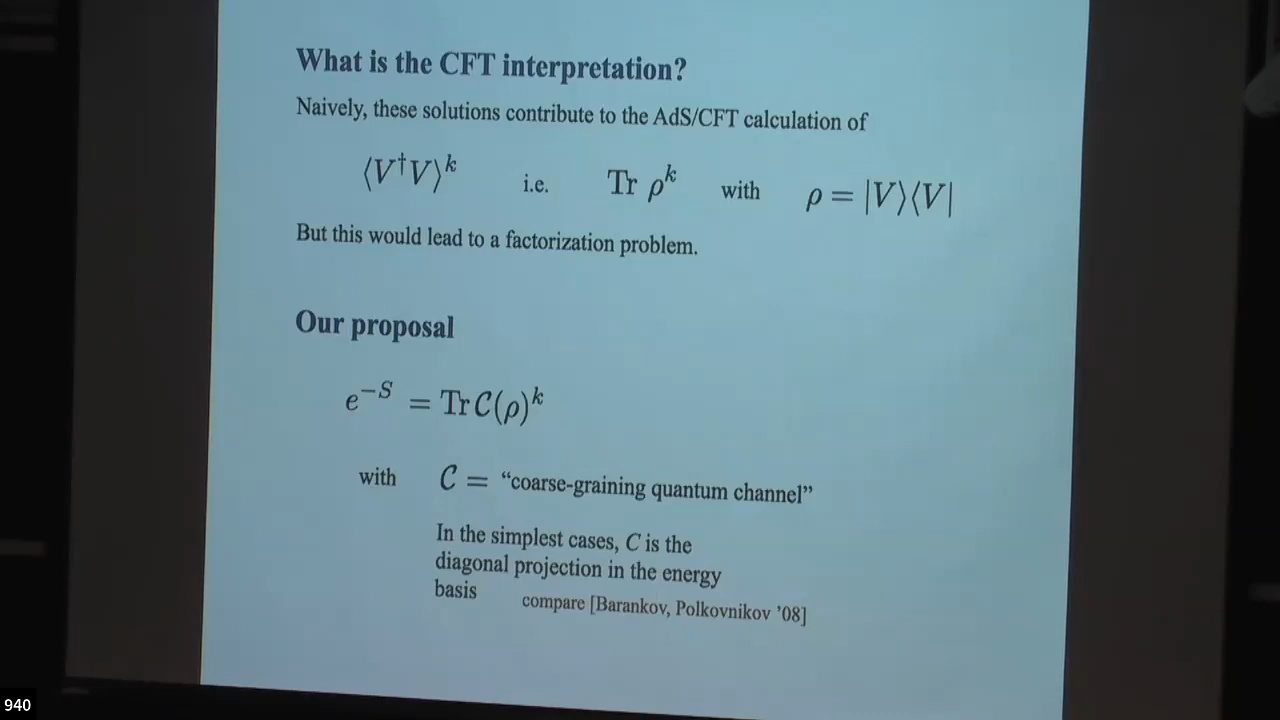 What is the CFT interpretation?
Naively, these solutions contribute to the AdS/CFT calculation of
⟨V†V⟩^k i.e. Tr ρ^k with ρ = |V⟩⟨V|
But this would lead to a factorization problem.
Our proposal
e^{-S} = Tr 𝒞(ρ)^k
with 𝒞 = “coarse-graining quantum channel”
In the simplest cases, C is the
diagonal projection in the energy
basis compare [Barankov, Polkovnikov ’08]
940